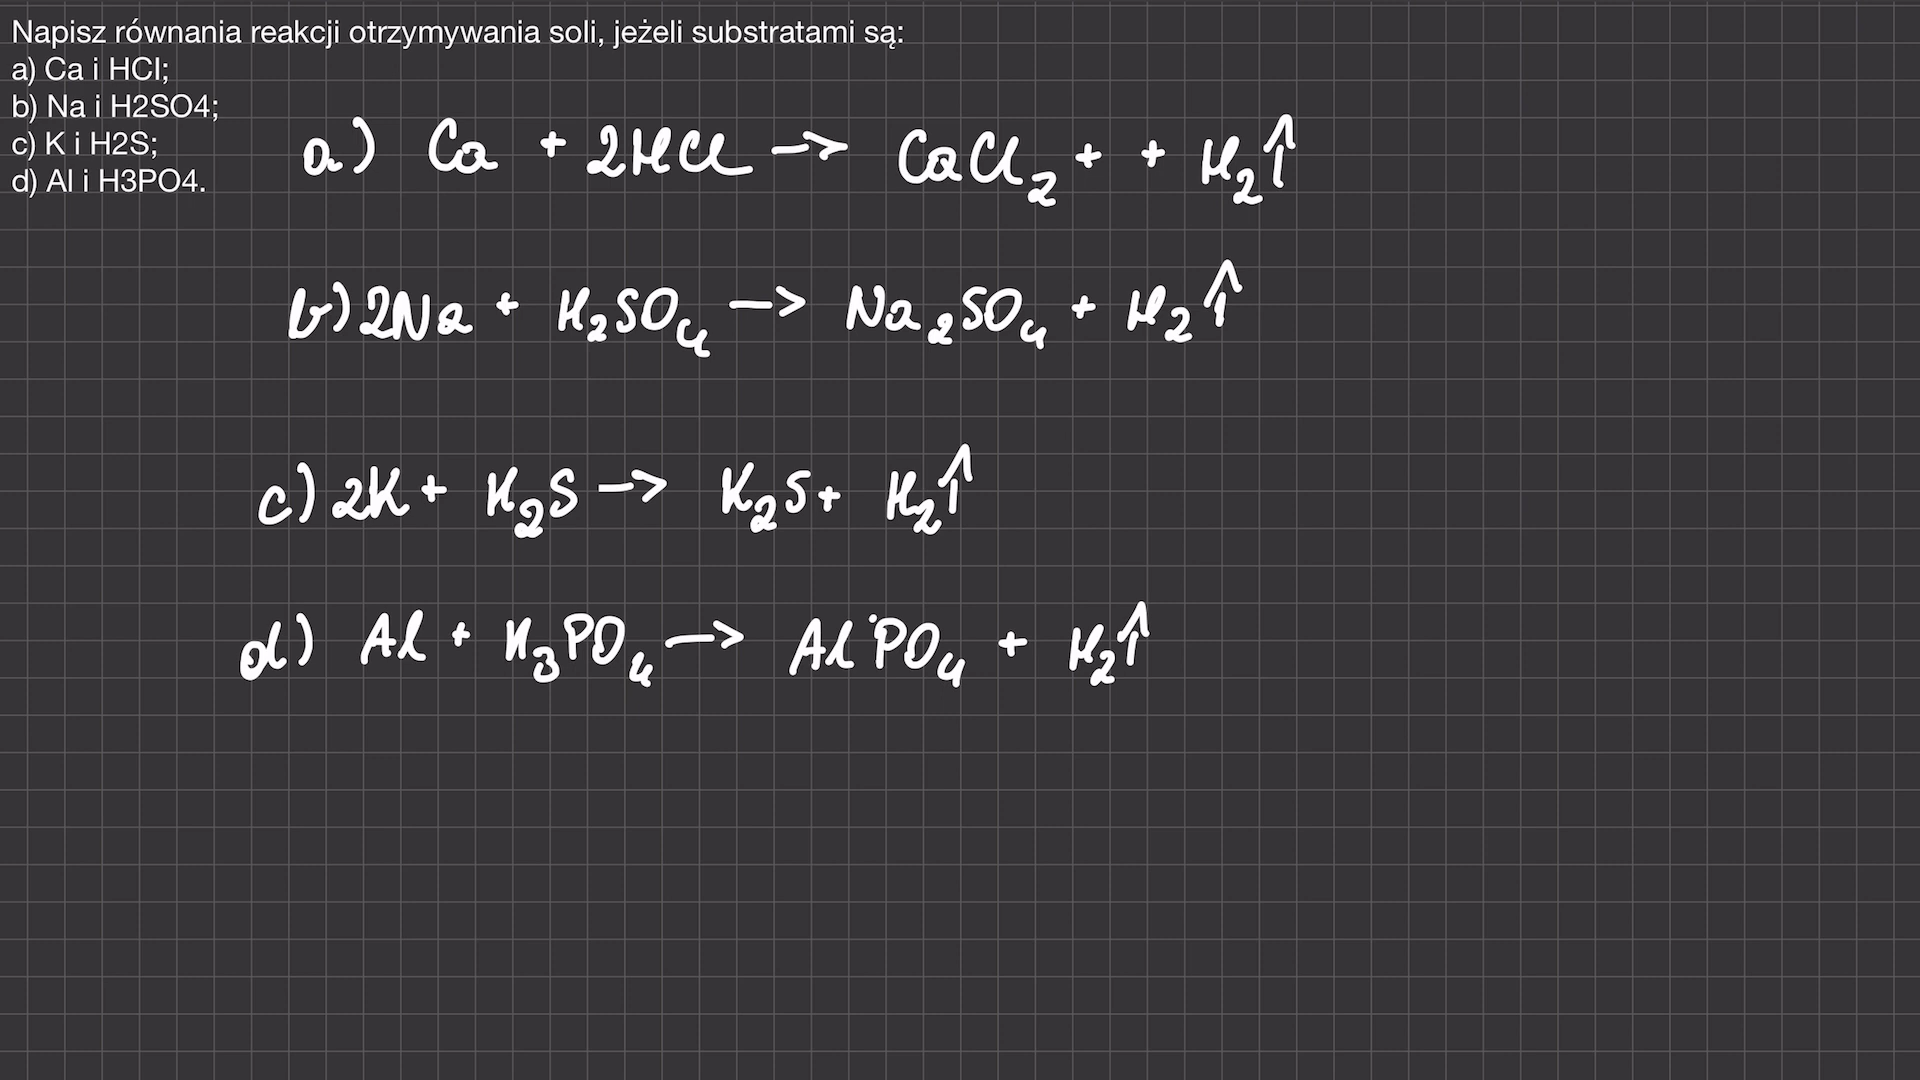 Napisz równania reakcji otrzymywania soli, jeżeli substratami są:
a) Ca i HCl;
b) Na i H2SO4;
c) K i H2S;
d) Al i H3PO4.
a) Ca + 2HCl -> CaCl₂ + + H₂↑
b) 2Na + H₂SO₄ -> Na₂SO₄ + H₂↑
c) 2K + H₂S -> K₂S + H₂↑
d) Al + H₃PO₄ -> AlPO₄ + H₂↑